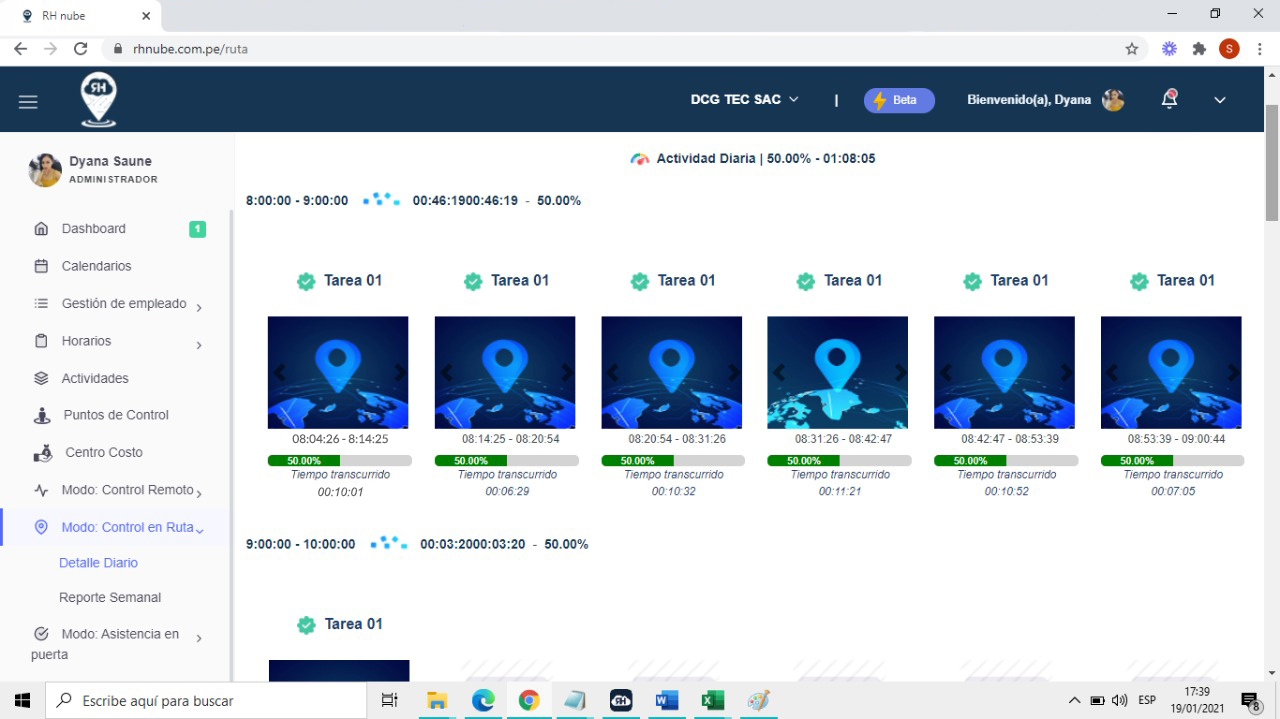 RH nube
rhnube.com.pe/ruta
S
RH
DCG TEC SAC | Beta Bienvenido(a), Dyana
Dyana Saune
ADMINISTRADOR
Dashboard 1
Calendarios
Gestión de empleado
Horarios
Actividades
Puntos de Control
Centro Costo
Modo: Control Remoto
Modo: Control en Ruta
Detalle Diario
Reporte Semanal
Modo: Asistencia en
puerta
Actividad Diaria | 50.00% - 01:08:05
8:00:00 - 9:00:00 00:46:1900:46:19 - 50.00%
Tarea 01 Tarea 01 Tarea 01 Tarea 01 Tarea 01 Tarea 01
08:04:26 - 8:14:25 08:14:25 - 08:20:54 08:20:54 - 08:31:26 08:31:26 - 08:42:47 08:42:47 - 08:53:39 08:53:39 - 09:00:44
50.00% 50.00% 50.00% 50.00% 50.00% 50.00%
Tiempo transcurrido Tiempo transcurrido Tiempo transcurrido Tiempo transcurrido Tiempo transcurrido Tiempo transcurrido
00:10:01 00:06:29 00:10:32 00:11:21 00:10:52 00:07:05
9:00:00 - 10:00:00 00:03:2000:03:20 - 50.00%
Tarea 01
Escribe aquí para buscar
RH
ESP
17:39
19/01/2021
8